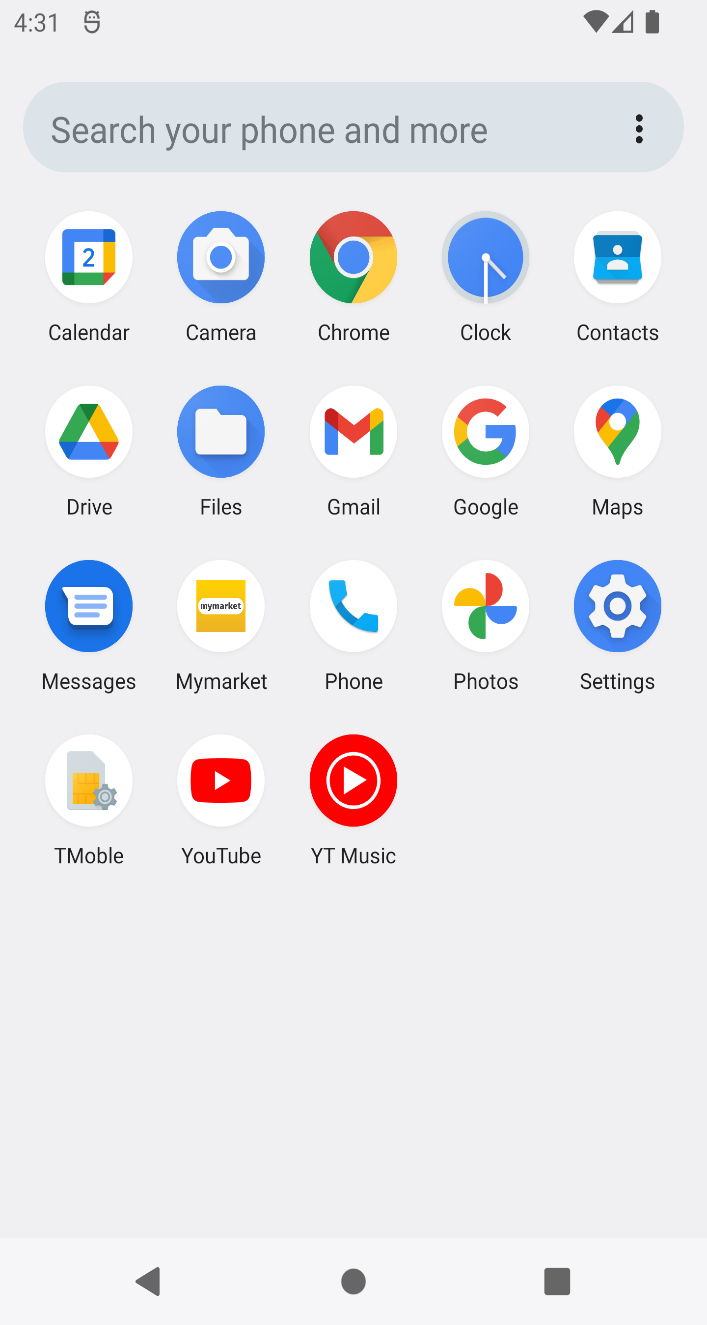 4:31
Search your phone and more
2
Calendar
Camera
Chrome
Clock
Contacts
Drive
Files
Gmail
Google
Maps
mymarket
Messages
Mymarket
Phone
Photos
Settings
TMoble
YouTube
YT Music